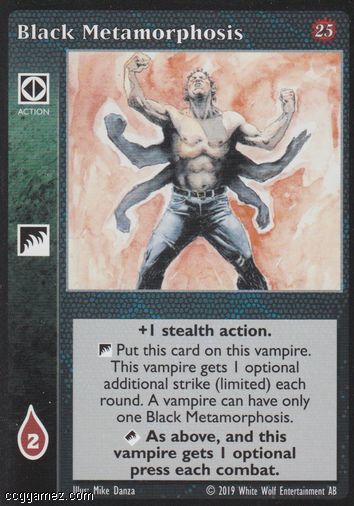 Black Metamorphosis
25
ACTION
2
+1 stealth action.
Put this card on this vampire.
This vampire gets 1 optional
additional strike (limited) each
round. A vampire can have only
one Black Metamorphosis.
As above, and this
vampire gets 1 optional
press each combat.
Illus: Mike Danza
© 2019 White Wolf Entertainment AB
ccggamez.com